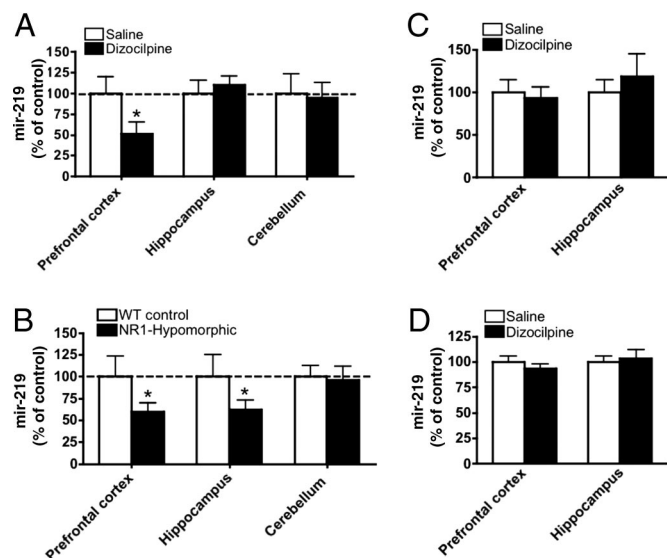 A
Saline
Dizocilpine
mir-219
(% of control)
150
125
100
75
50
25
0
*
Prefrontal cortex
Hippocampus
Cerebellum
C
Saline
Dizocilpine
mir-219
(% of control)
150
100
50
0
Prefrontal cortex
Hippocampus
B
WT control
NR1-Hypomorphic
mir-219
(% of control)
150
125
100
75
50
25
0
*
*
Prefrontal cortex
Hippocampus
Cerebellum
D
Saline
Dizocilpine
mir-219
(% of control)
125
100
75
50
25
0
Prefrontal cortex
Hippocampus